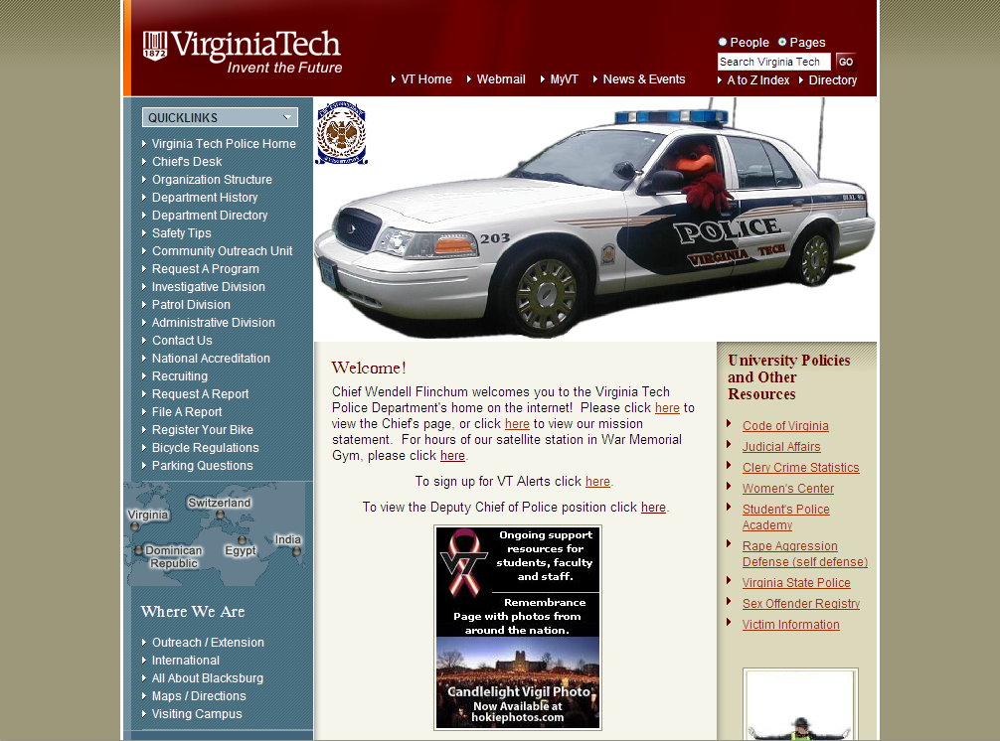 1872
VirginiaTech
Invent the Future
People
Pages
Search Virginia Tech
GO
VT Home
Webmail
MyVT
News & Events
A to Z Index
Directory
QUICKLINKS
Virginia Tech Police Home
Chief's Desk
Organization Structure
Department History
Department Directory
Safety Tips
Community Outreach Unit
Request A Program
Investigative Division
Patrol Division
Administrative Division
Contact Us
National Accreditation
Recruiting
Request A Report
File A Report
Register Your Bike
Bicycle Regulations
Parking Questions
Switzerland
Virginia
India
Dominican
Republic
Egypt
Where We Are
Outreach / Extension
International
All About Blacksburg
Maps / Directions
Visiting Campus
203
POLICE
VIRGINIA TECH
Welcome!
Chief Wendell Flinchum welcomes you to the Virginia Tech
Police Department's home on the internet! Please click here to
view the Chief's page, or click here to view our mission
statement. For hours of our satellite station in War Memorial
Gym, please click here.
To sign up for VT Alerts click here.
To view the Deputy Chief of Police position click here.
VT
Ongoing support
resources for
students, faculty
and staff.
Remembrance
Page with photos from
around the nation.
Candlelight Vigil Photo
Now Available at
hokiephotos.com
University Policies
and Other
Resources
Code of Virginia
Judicial Affairs
Clery Crime Statistics
Women's Center
Student's Police
Academy
Rape Aggression
Defense (self defense)
Virginia State Police
Sex Offender Registry
Victim Information